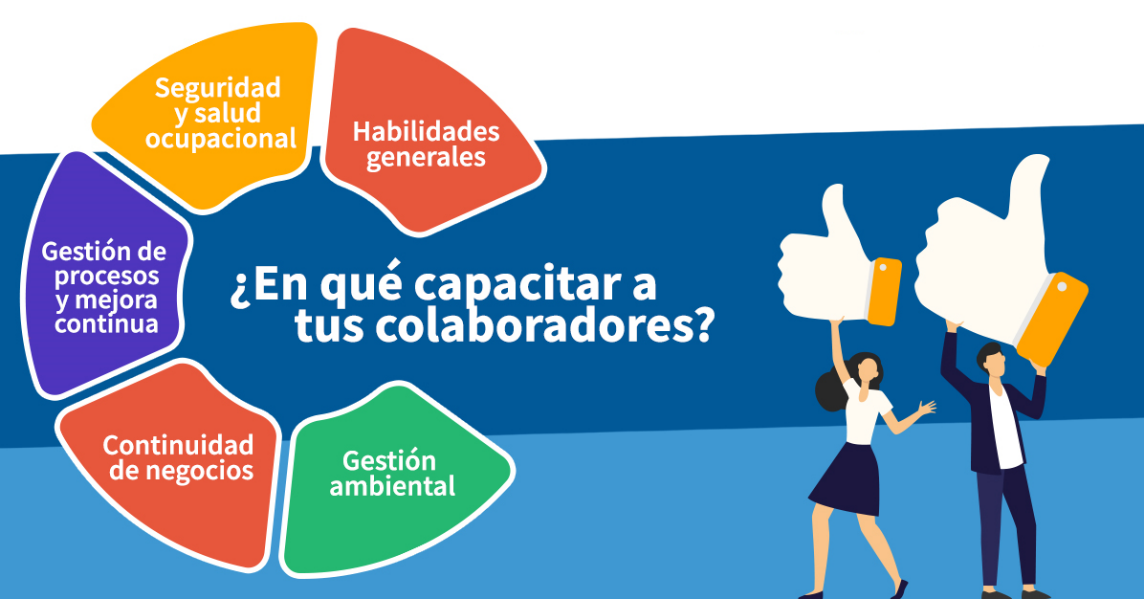 Seguridad
y salud
ocupacional
Habilidades
generales
Gestión de
procesos
y mejora
contínua
¿En qué capacitar a
tus colaboradores?
Continuidad
de negocios
Gestión
ambiental